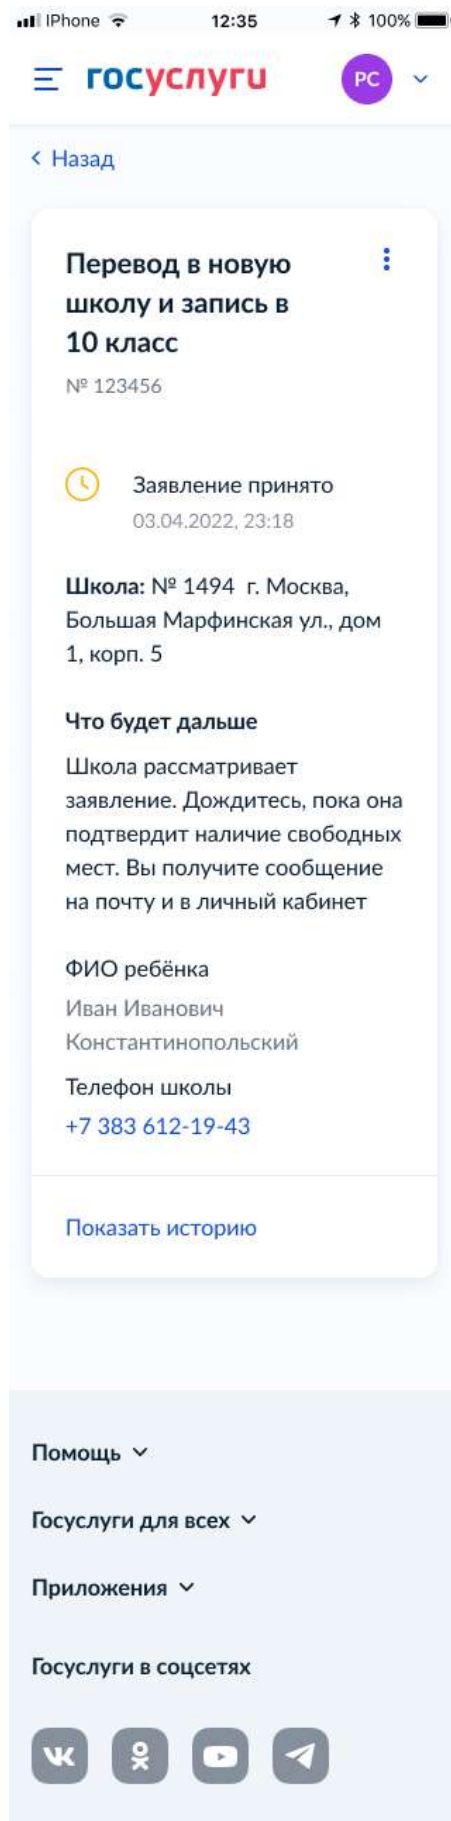 IPhone 12:35 100%
госуслуги РС
Назад
Перевод в новую
школу и запись в
10 класс
№ 123456
Заявление принято
03.04.2022, 23:18
Школа: № 1494 г. Москва,
Большая Марфинская ул., дом
1, корп. 5
Что будет дальше
Школа рассматривает
заявление. Дождитесь, пока она
подтвердит наличие свободных
мест. Вы получите сообщение
на почту и в личный кабинет
ФИО ребёнка
Иван Иванович
Константинопольский
Телефон школы
+7 383 612-19-43
Показать историю
Помощь
Госуслуги для всех
Приложения
Госуслуги в соцсетях